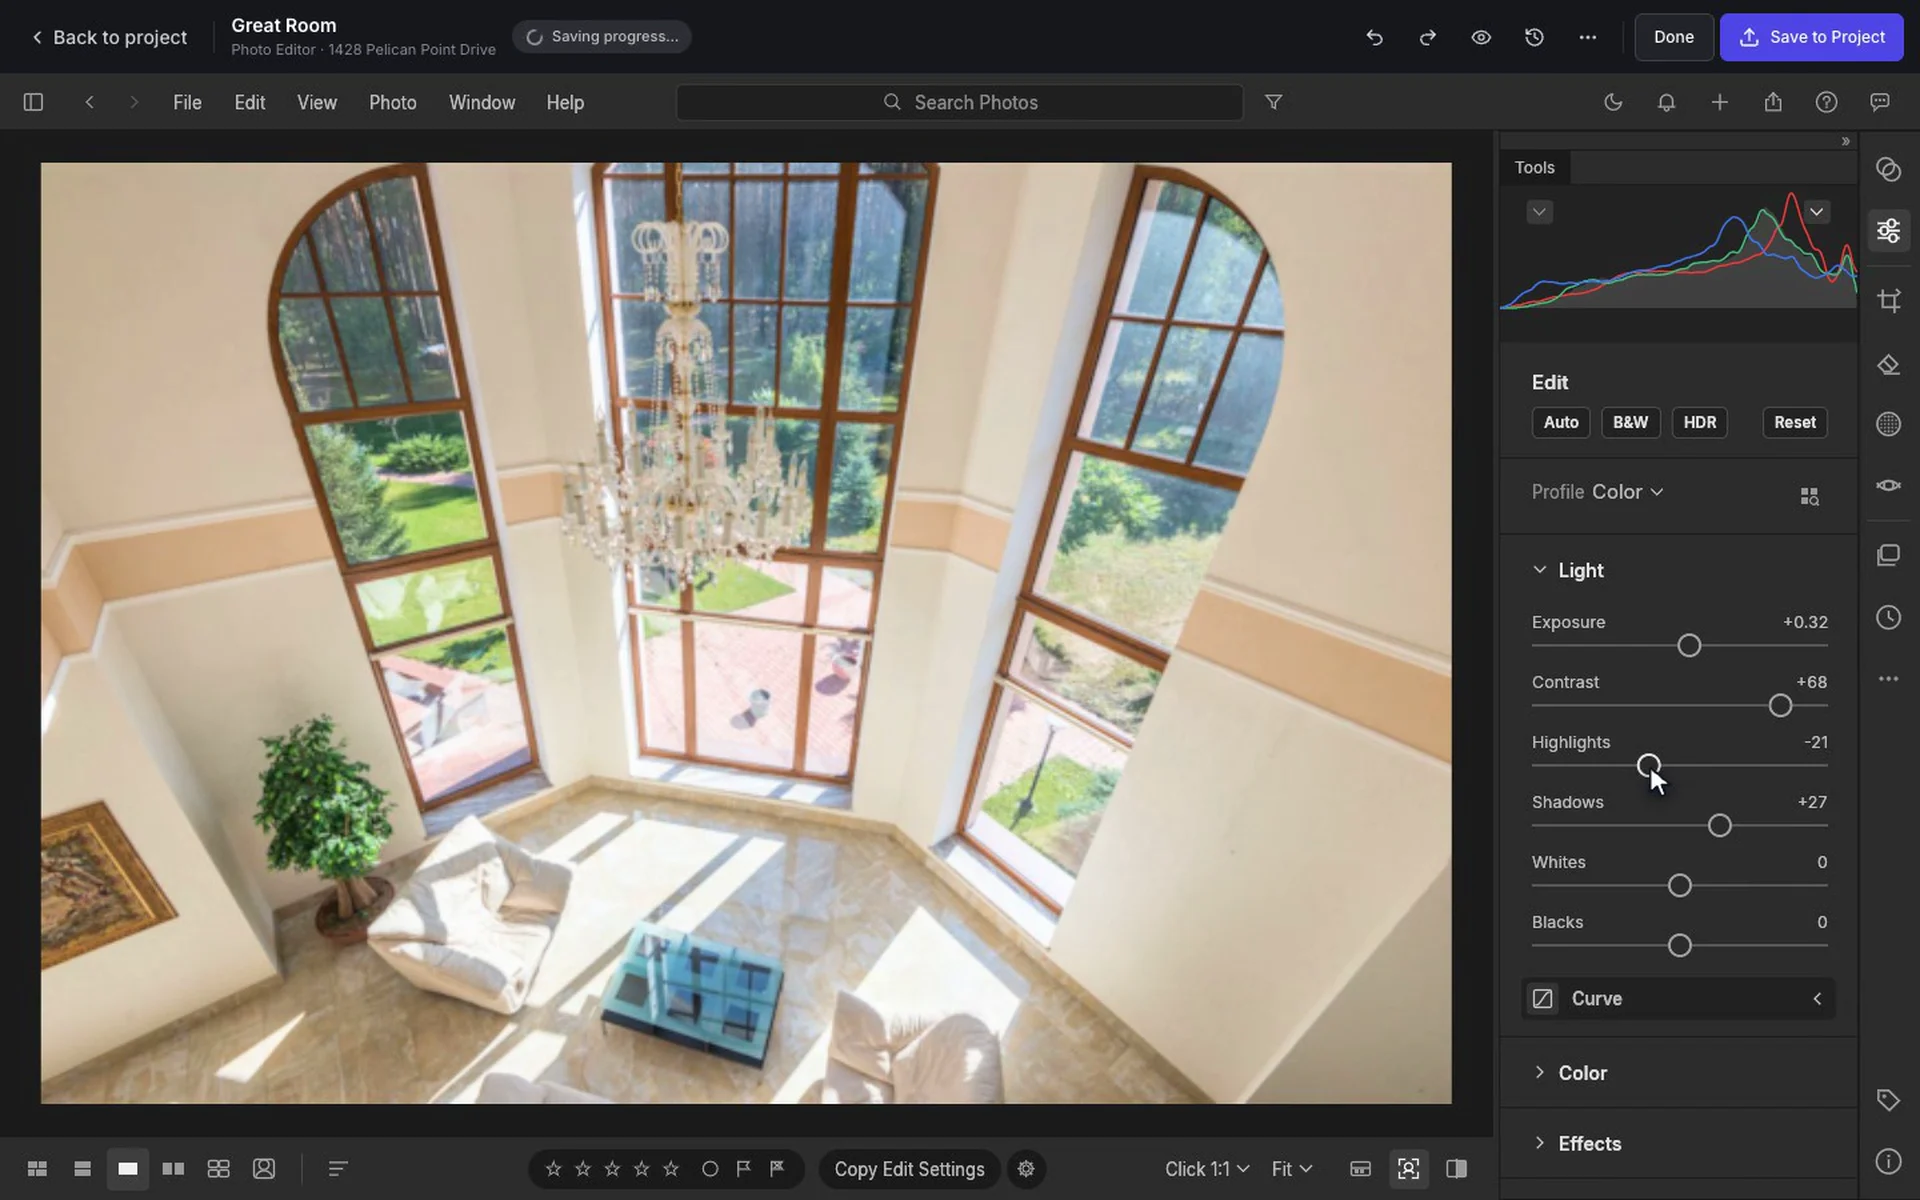 Back to project
Great Room
Photo Editor · 1428 Pelican Point Drive
Saving progress...
Done
Save to Project
File Edit View Photo Window Help
Search Photos
Tools
Edit
Auto B&W HDR Reset
Profile Color
Light
Exposure +0.32
Contrast +68
Highlights -21
Shadows +27
Whites 0
Blacks 0
Curve
Color
Effects
Copy Edit Settings
Click 1:1
Fit